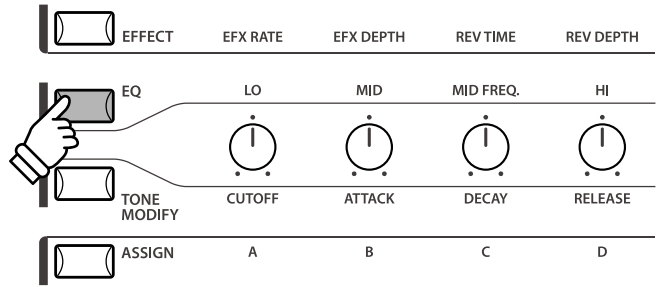 EFFECT EFX RATE EFX DEPTH REV TIME REV DEPTH
EQ LO MID MID FREQ. HI
TONE CUTOFF ATTACK DECAY RELEASE
MODIFY
ASSIGN A B C D